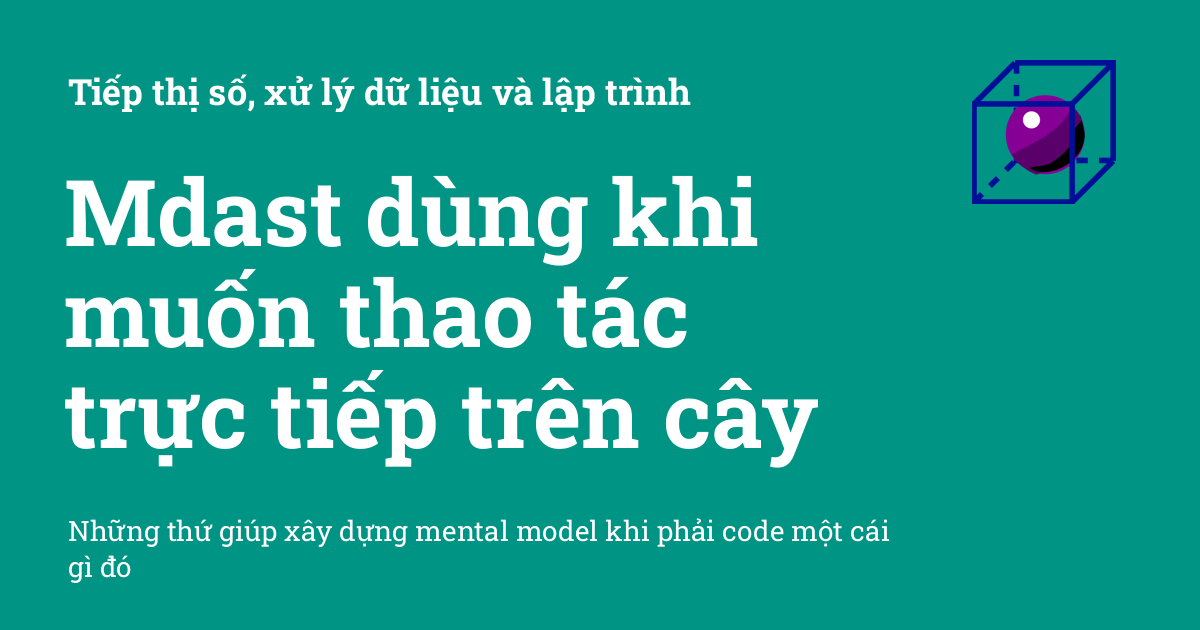 Tiếp thị số, xử lý dữ liệu và lập trình
Mdast dùng khi
muốn thao tác
trực tiếp trên cây
Những thứ giúp xây dựng mental model khi phải code một cái
gì đó